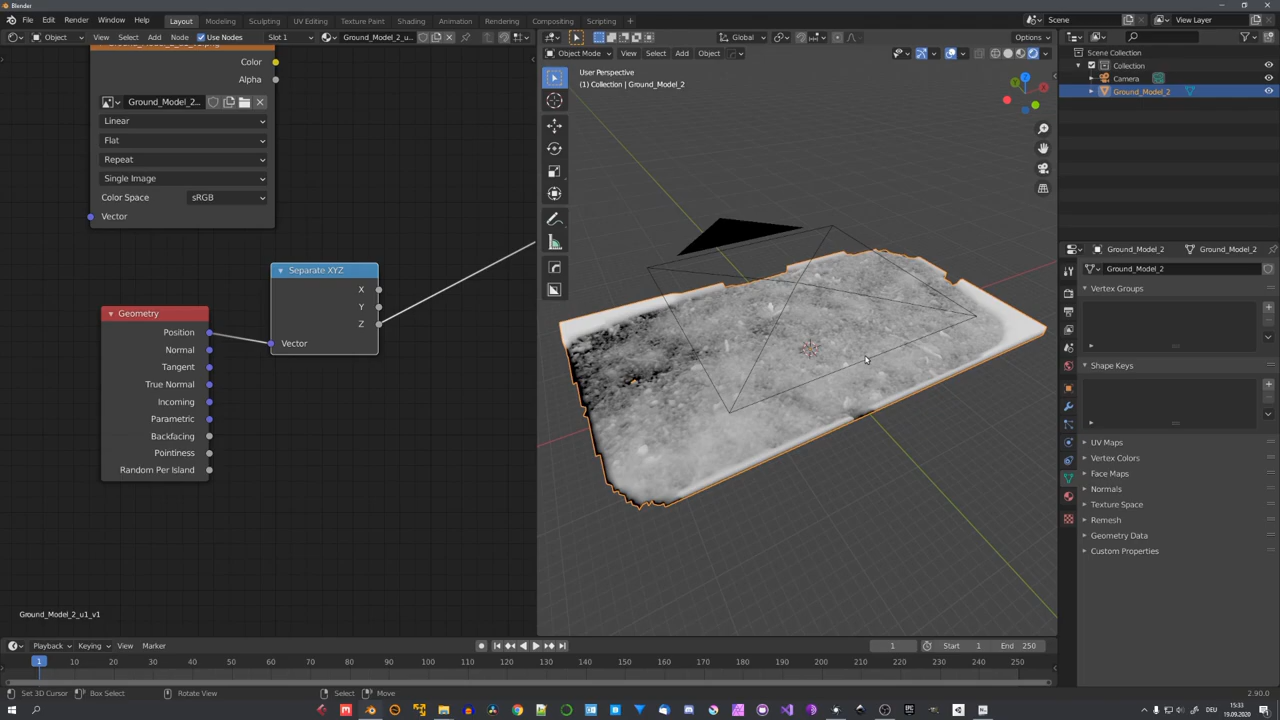 Blender
File Edit Render Window Help Layout Modeling Sculpting UV Editing Texture Paint Shading Animation Rendering Compositing Scripting Scene View Layer
Object View Select Add Node Use Nodes Slot 1 Ground_Model_2_u... Global Options
Object Mode View Select Add Object
Color
Alpha
Ground_Model_2...
Linear
Flat
Repeat
Single Image
Color Space sRGB
Vector
Separate XYZ
X
Y
Z
Vector
Geometry
Position
Normal
Tangent
True Normal
Incoming
Parametric
Backfacing
Pointiness
Random Per Island
Ground_Model_2_u1_v1
User Perspective
(1) Collection | Ground_Model_2
Scene Collection
Collection
Camera
Ground_Model_2
Ground_Model_2 Ground_Model_2
Ground_Model_2
Vertex Groups
Shape Keys
UV Maps
Vertex Colors
Face Maps
Normals
Texture Space
Remesh
Geometry Data
Custom Properties
Playback Keying View Marker 1 Start 1 End 250
1 10 20 30 40 50 60 70 80 90 100 110 120 130 140 150 160 170 180 190 200 210 220 230 240 250
Set 3D Cursor Box Select Rotate View Select Move 2.90.0
DEU 15:33
19.09.2020